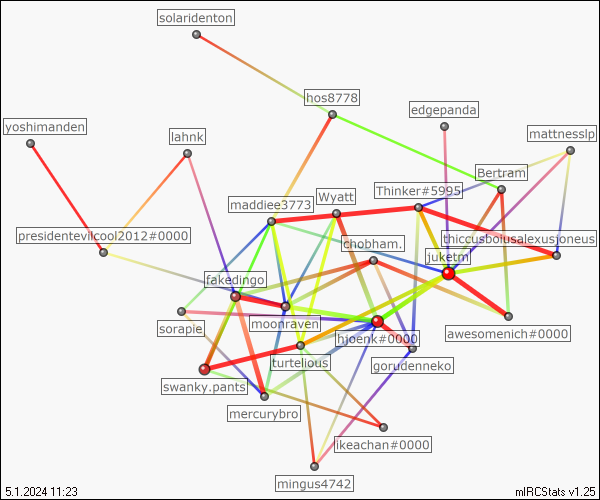 solaridenton
hos8778
edgepanda
yoshimanden
lahnk
mattnesslp
Bertram
Wyatt
Thinker#5995
maddiee3773
presidentevilcool2012#0000
thiccusboiusalexusjoneus
chobham.
juketm
fakedingo
moonraven
sorapie
hjoenk#0000
awesomenich#0000
turtelious
gorudenneko
swanky.pants
mercurybro
ikeachan#0000
mingus4742
5.1.2024 11:23
mIRCStats v1.25